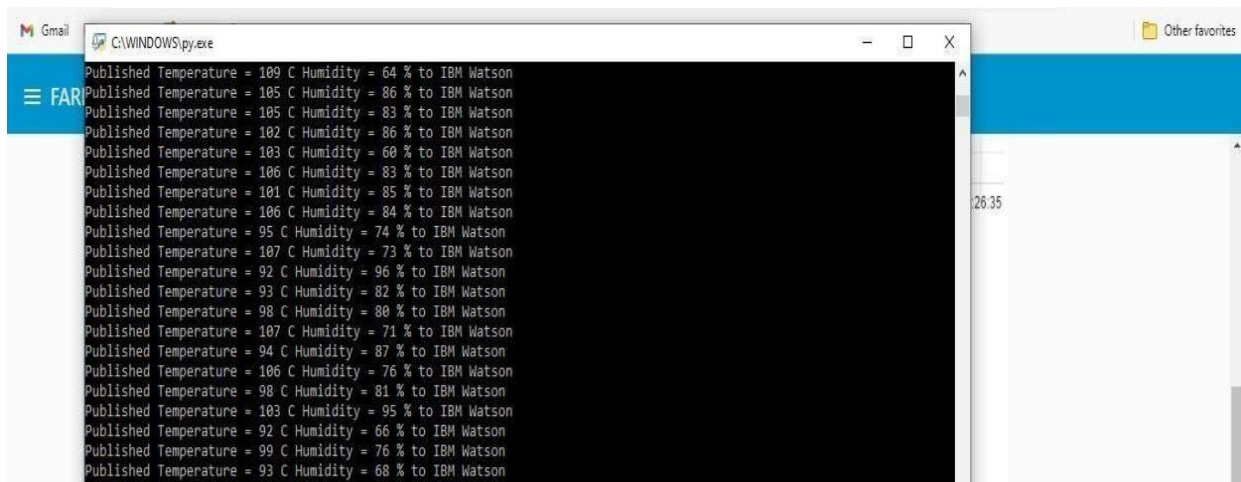 Gmail
Other favorites
C:\WINDOWS\py.exe
FAR
Published Temperature = 109 C Humidity = 64 % to IBM Watson
Published Temperature = 105 C Humidity = 86 % to IBM Watson
Published Temperature = 105 C Humidity = 83 % to IBM Watson
Published Temperature = 102 C Humidity = 86 % to IBM Watson
Published Temperature = 103 C Humidity = 60 % to IBM Watson
Published Temperature = 106 C Humidity = 83 % to IBM Watson
Published Temperature = 101 C Humidity = 85 % to IBM Watson
Published Temperature = 106 C Humidity = 84 % to IBM Watson
:26:35
Published Temperature = 95 C Humidity = 74 % to IBM Watson
Published Temperature = 107 C Humidity = 73 % to IBM Watson
Published Temperature = 92 C Humidity = 96 % to IBM Watson
Published Temperature = 93 C Humidity = 82 % to IBM Watson
Published Temperature = 98 C Humidity = 80 % to IBM Watson
Published Temperature = 107 C Humidity = 71 % to IBM Watson
Published Temperature = 94 C Humidity = 87 % to IBM Watson
Published Temperature = 106 C Humidity = 76 % to IBM Watson
Published Temperature = 98 C Humidity = 81 % to IBM Watson
Published Temperature = 103 C Humidity = 95 % to IBM Watson
Published Temperature = 92 C Humidity = 66 % to IBM Watson
Published Temperature = 99 C Humidity = 76 % to IBM Watson
Published Temperature = 93 C Humidity = 68 % to IBM Watson